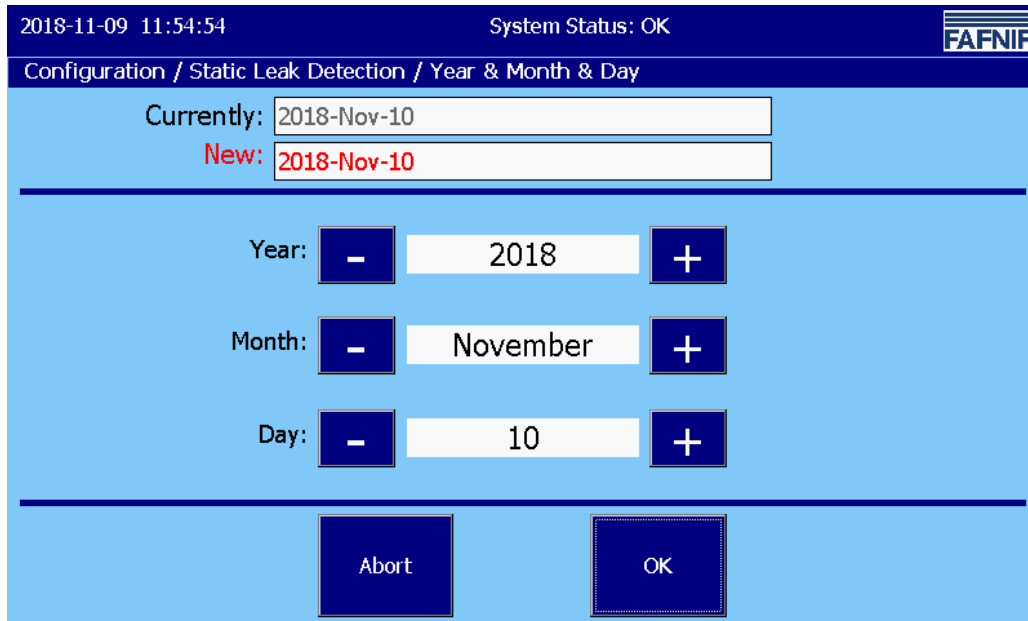 2018-11-09 11:54:54 System Status: OK FAFNIF
Configuration / Static Leak Detection / Year & Month & Day
Currently: 2018-Nov-10
New: 2018-Nov-10
Year: - 2018 +
Month: - November +
Day: - 10 +
Abort OK